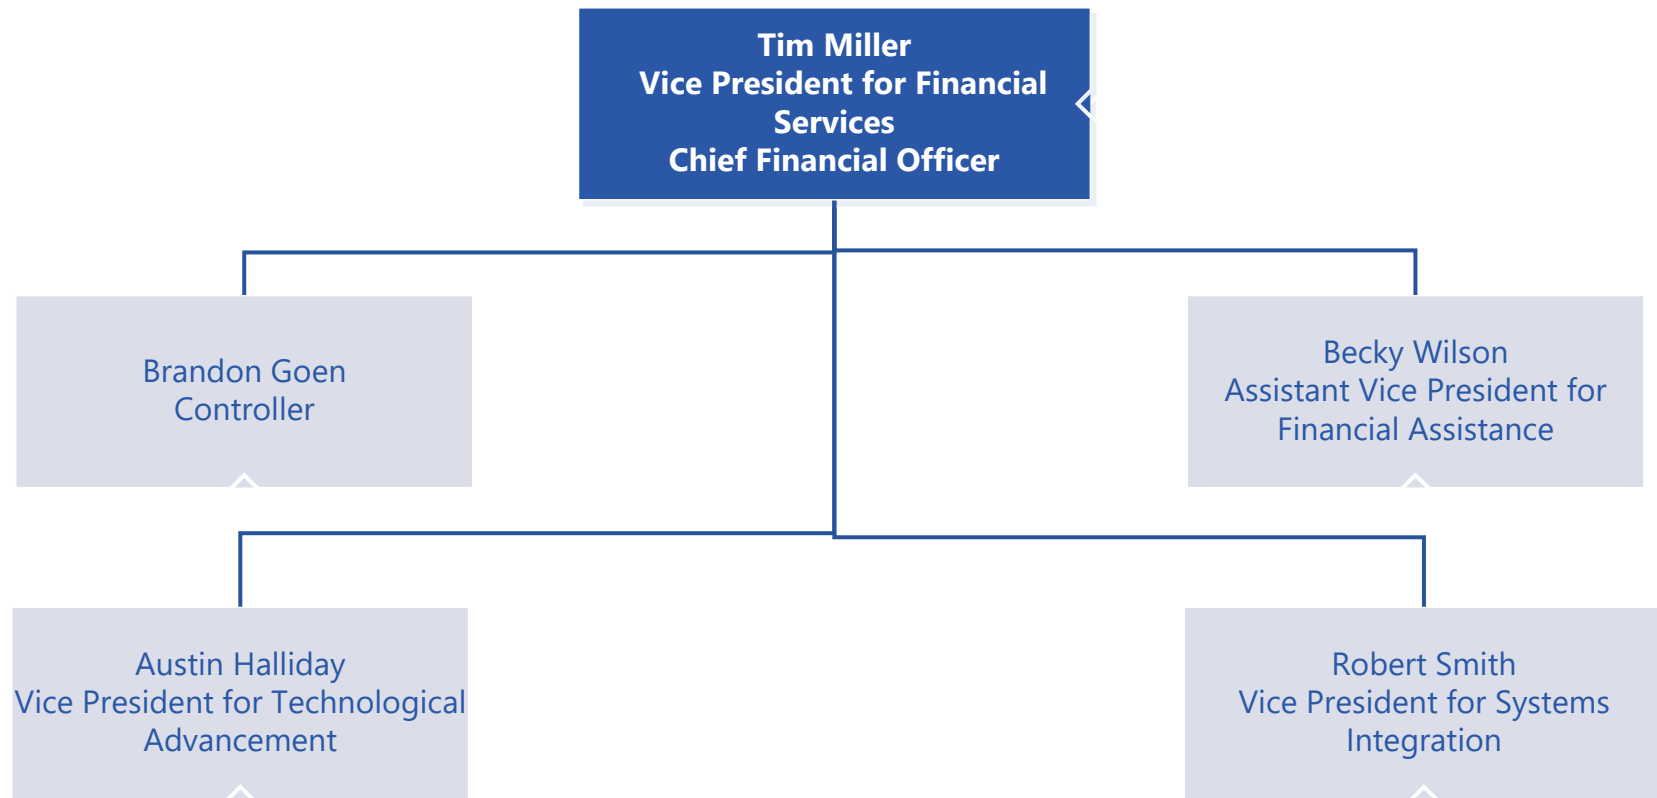 Tim Miller
Vice President for Financial
Services
Chief Financial Officer
Brandon Goen
Controller
Becky Wilson
Assistant Vice President for
Financial Assistance
Austin Halliday
Vice President for Technological
Advancement
Robert Smith
Vice President for Systems
Integration